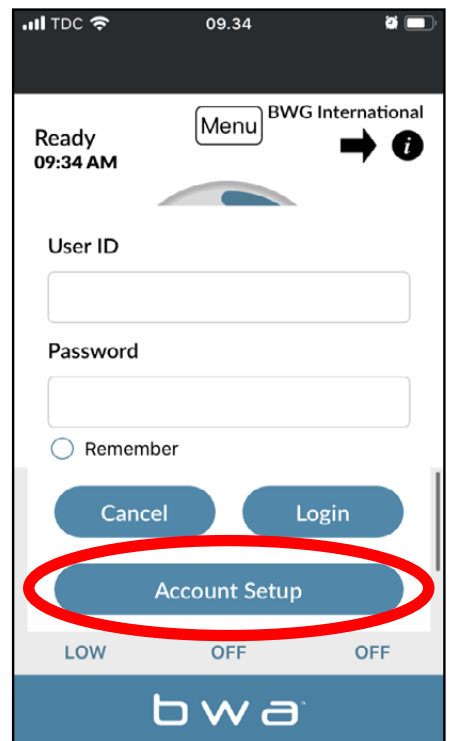 TDC 09.34
BWG International
Menu
Ready
09:34 AM
i
User ID
Password
Remember
Cancel Login
Account Setup
LOW OFF OFF
bwa